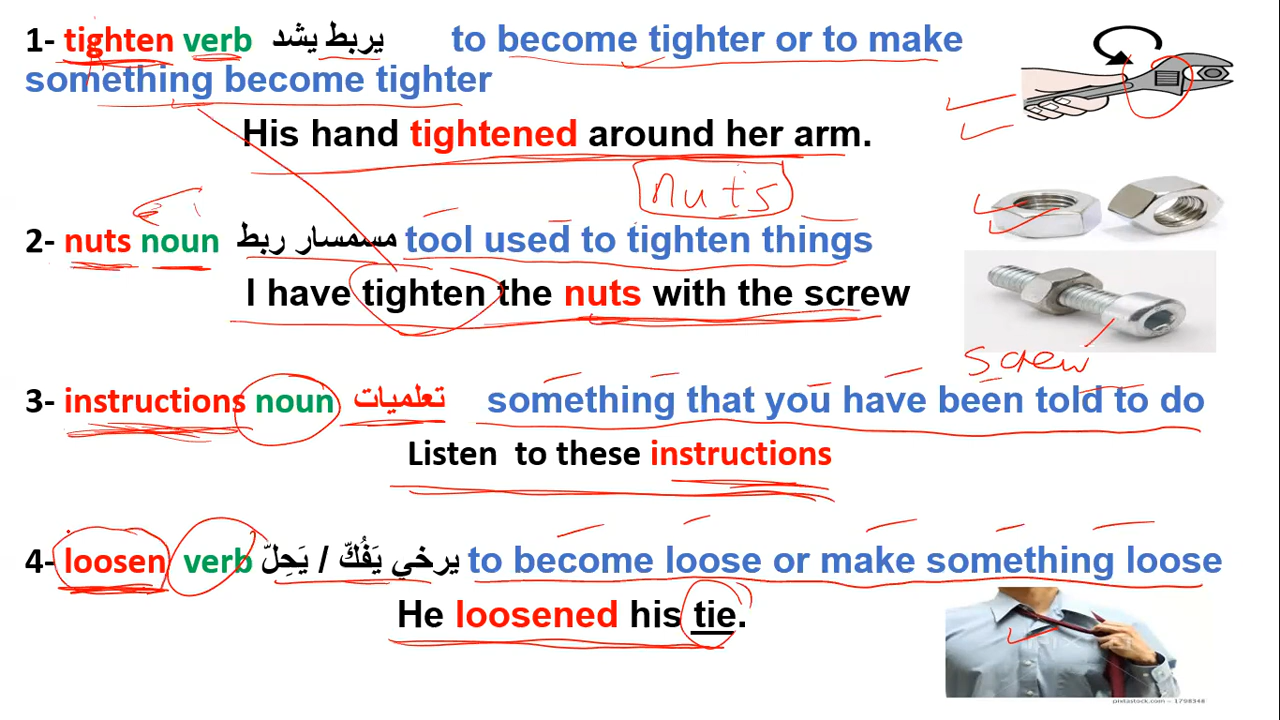 1- tighten verb يربط يشد to become tighter or to make
something become tighter
His hand tightened around her arm.
nuts
2- nuts noun مسمسار ربط tool used to tighten things
I have tighten the nuts with the screw
screw
3- instructions noun تعلميات something that you have been told to do
Listen to these instructions
4- loosen verb يرخي يَفُكّ / يَحِلّ to become loose or make something loose
He loosened his tie.
pixtastock.com - 1798348